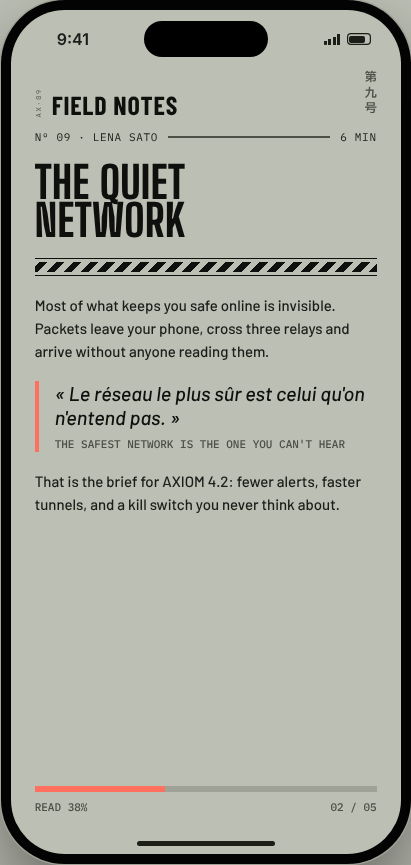 9:41
第九号
AX-09
FIELD NOTES
Nº 09 · LENA SATO
6 MIN
THE QUIET
NETWORK
Most of what keeps you safe online is invisible.
Packets leave your phone, cross three relays and
arrive without anyone reading them.
« Le réseau le plus sûr est celui qu'on
n'entend pas. »
THE SAFEST NETWORK IS THE ONE YOU CAN'T HEAR
That is the brief for AXIOM 4.2: fewer alerts, faster
tunnels, and a kill switch you never think about.
READ 38%
02 / 05